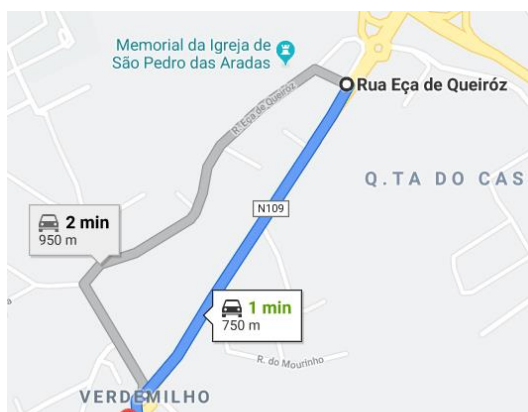 Memorial da Igreja de
São Pedro das Aradas
Rua Eça de Queiróz
R. Eça de Queiroz
Q.TA DO CAS
N109
2 min
950 m
1 min
750 m
R. do Mourinho
VERDEMILHO